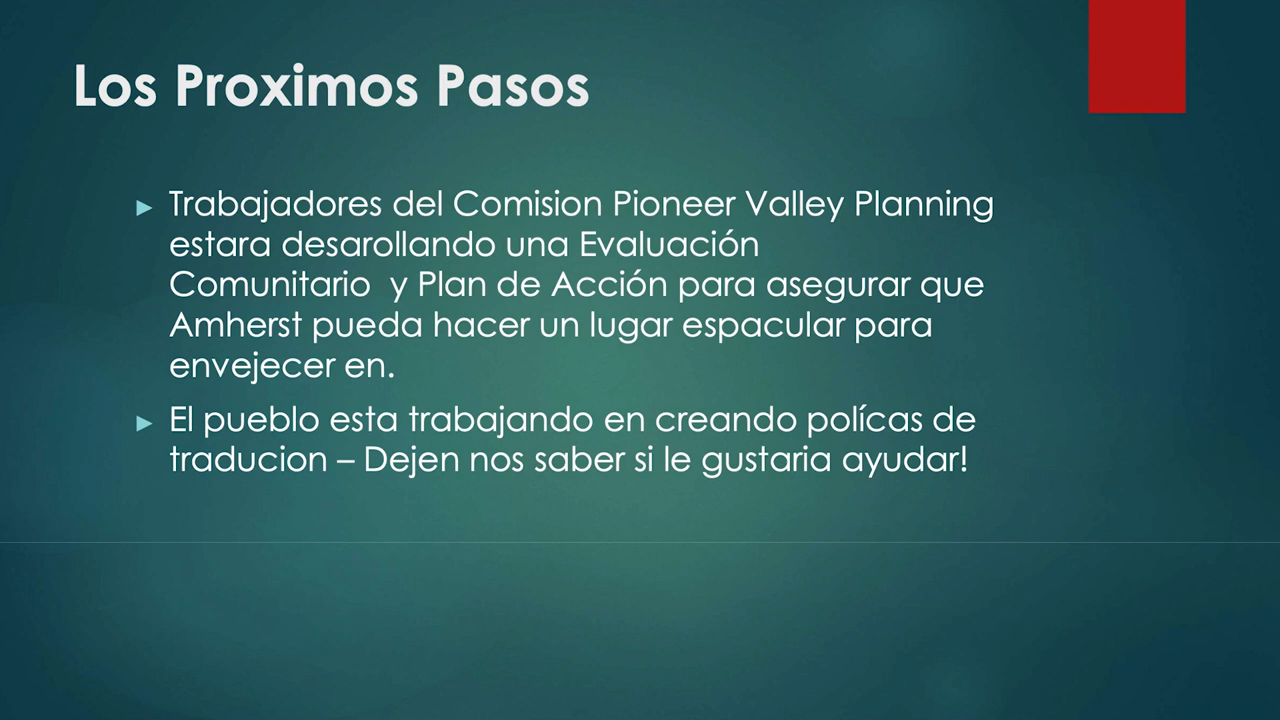 Los Proximos Pasos
Trabajadores del Comision Pioneer Valley Planning
estara desarollando una Evaluación
Comunitario  y Plan de Acción para asegurar que
Amherst pueda hacer un lugar espacular para
envejecer en.
El pueblo esta trabajando en creando polícas de
traducion – Dejen nos saber si le gustaria ayudar!